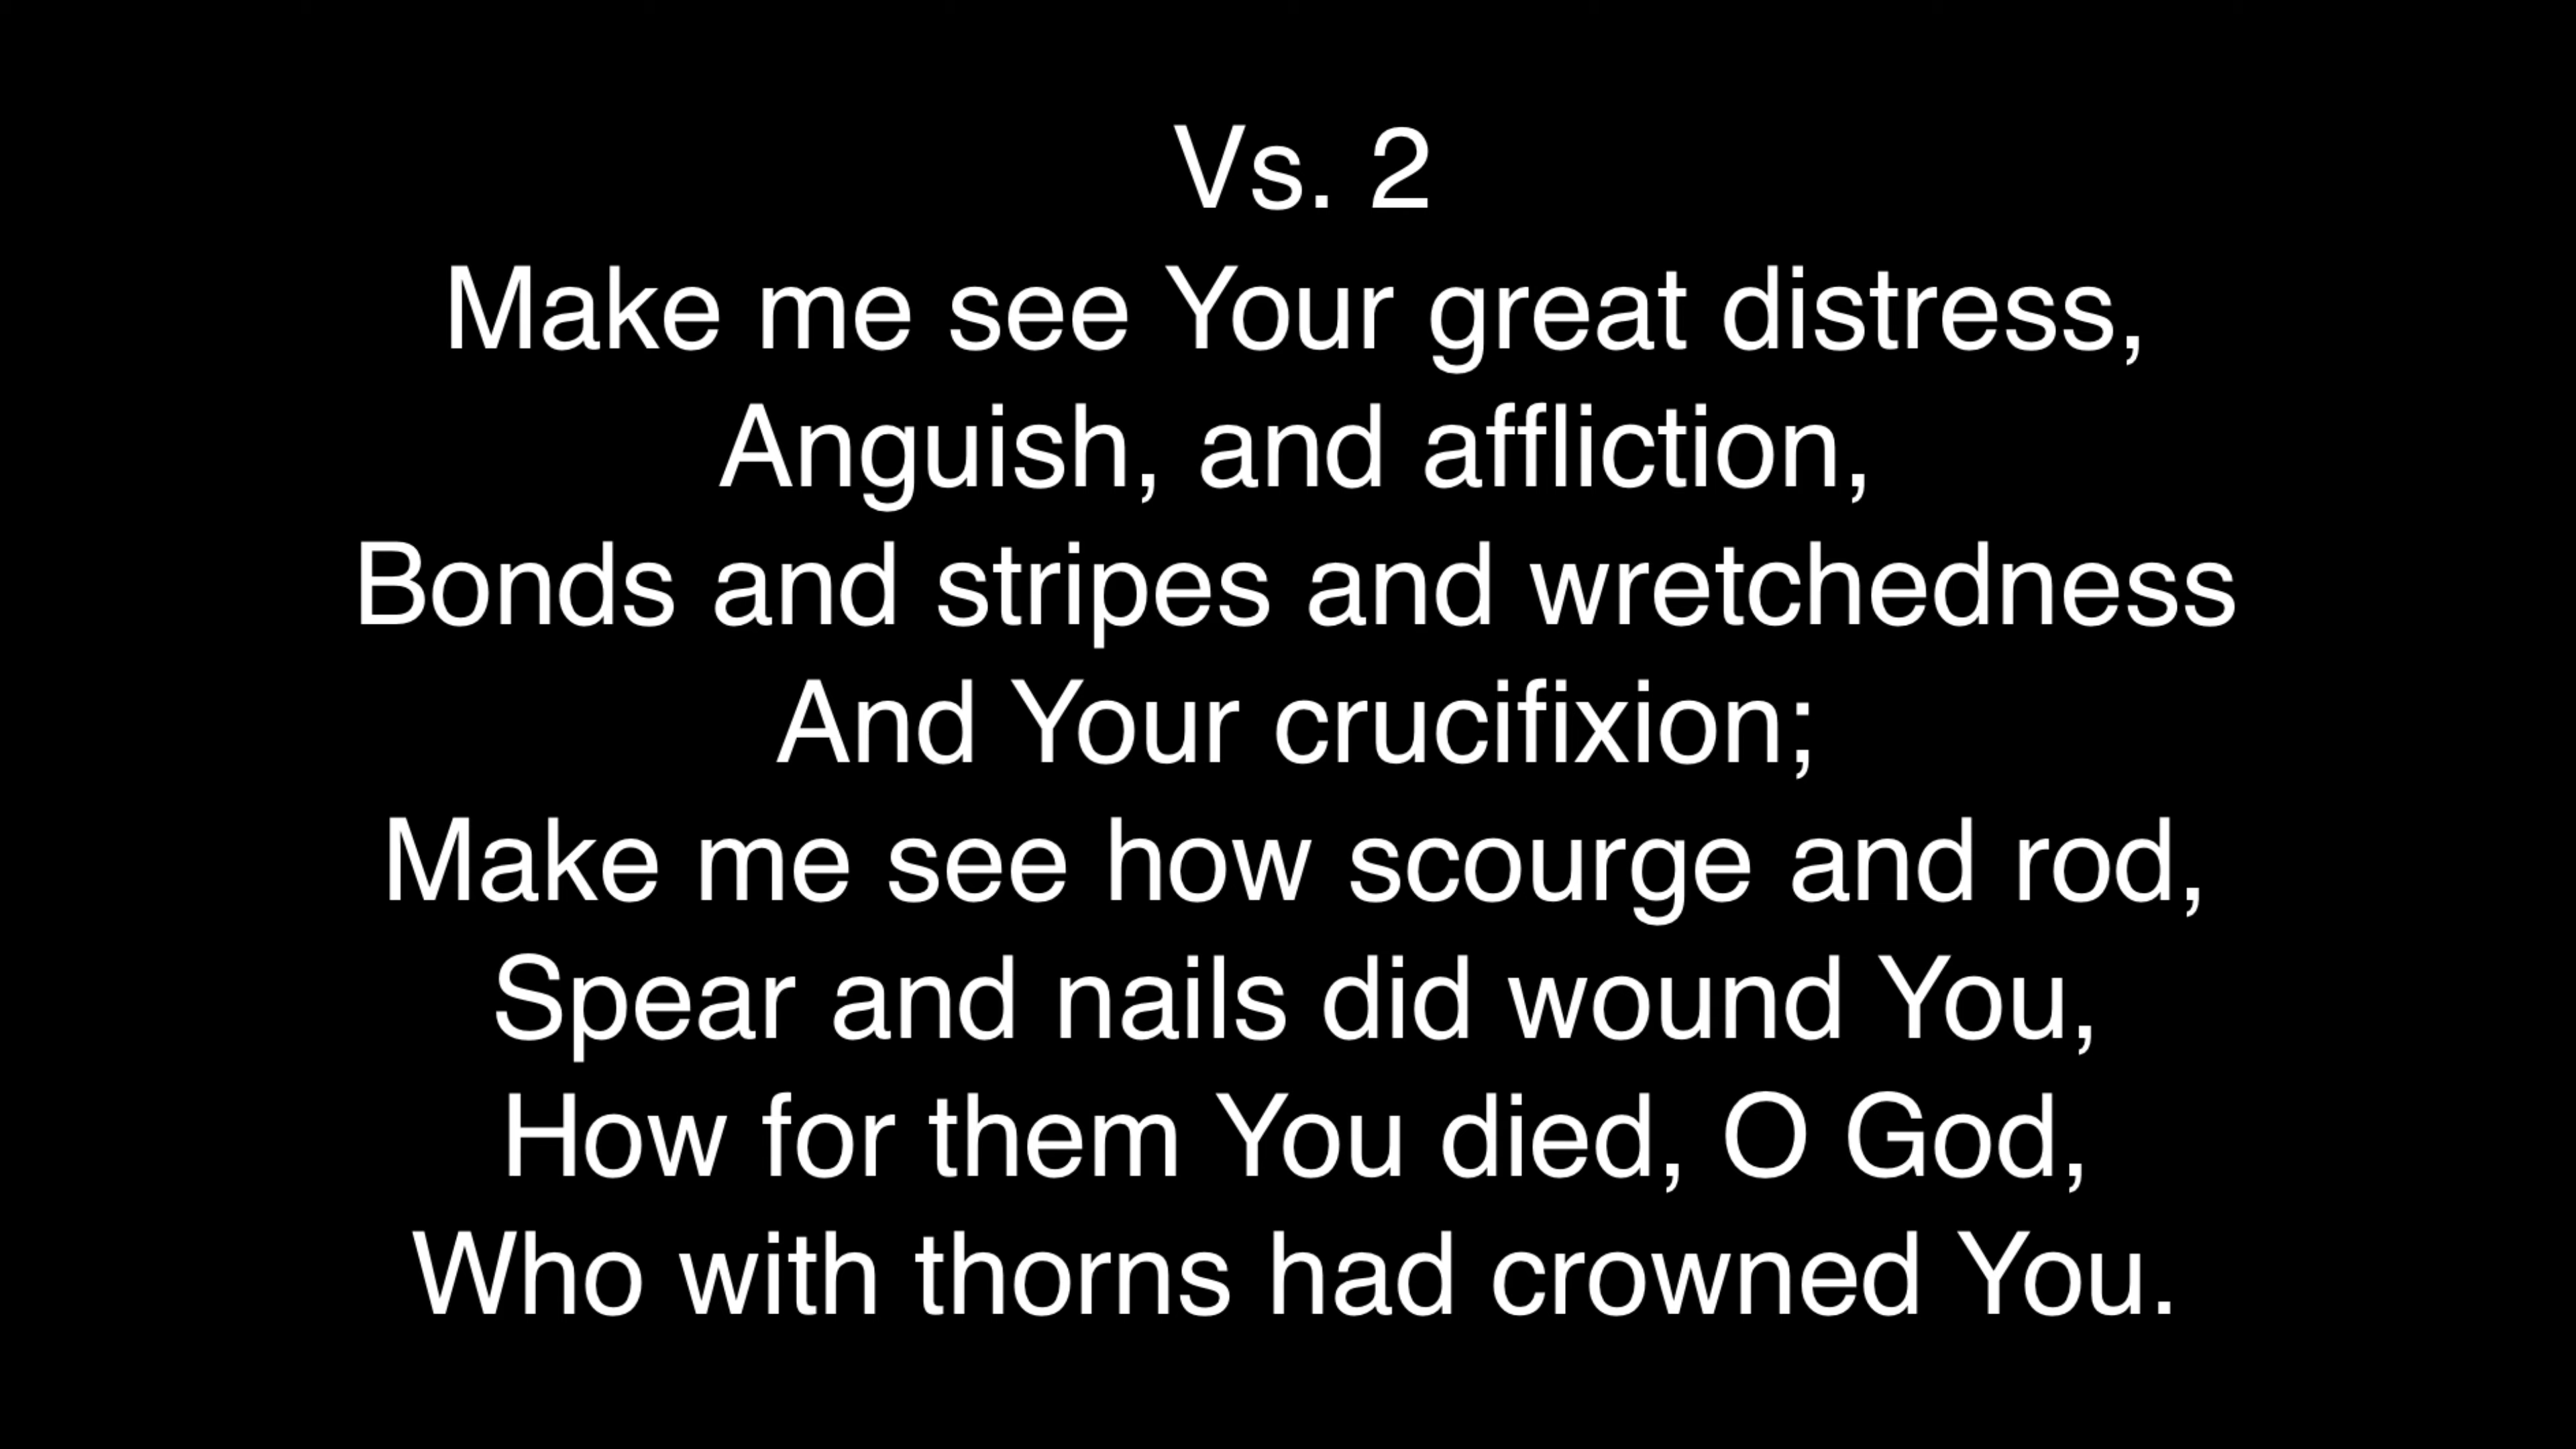 Vs. 2
Make me see Your great distress,
Anguish, and affliction,
Bonds and stripes and wretchedness
And Your crucifixion;
Make me see how scourge and rod,
Spear and nails did wound You,
How for them You died, O God,
Who with thorns had crowned You.